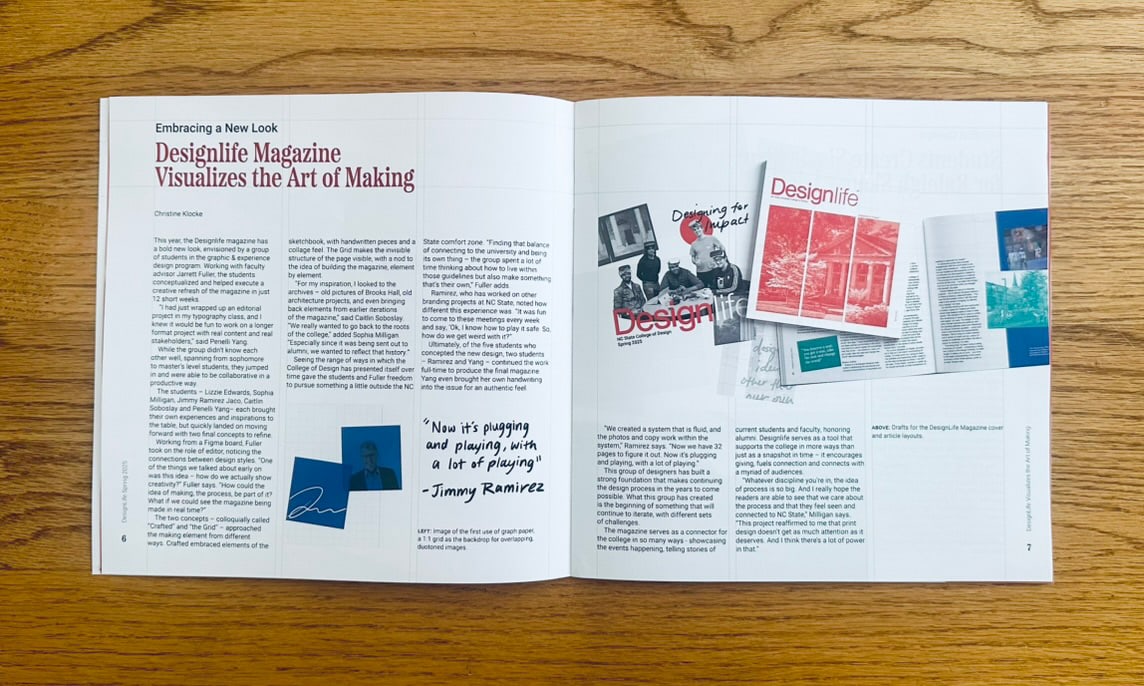 Embracing a New Look
Designlife Magazine
Visualizes the Art of Making
Christine Klocke
This year, the Designlife magazine has
a bold new look, envisioned by a group
of students in the graphic & experience
design program. Working with faculty
advisor Jarrett Fuller, the students
conceptualized and helped execute a
creative refresh of the magazine in just
12 short weeks.
"I had just wrapped up an editorial
project in my typography class, and I
knew it would be fun to work on a longer
format project with real content and real
stakeholders," said Penelli Yang.
While the group didn't know each
other well, spanning from sophomore
to master's level students, they jumped
in and were able to be collaborative in a
productive way.
The students – Lizzie Edwards, Sophia
Milligan, Jimmy Ramirez Jaco, Caitlin
Soboslay and Penelli Yang– each brought
their own experiences and inspirations to
the table, but quickly landed on moving
forward with two final concepts to refine.
Working from a Figma board, Fuller
took on the role of editor, noticing the
connections between design styles. "One
of the things we talked about early on
was this idea – how do we actually show
creativity?" Fuller says. "How could the
idea of making, the process, be part of it?
What if we could see the magazine being
made in real time?"
The two concepts – colloquially called
"Crafted" and "the Grid" – approached
the making element from different
ways. Crafted embraced elements of the
sketchbook, with handwritten pieces and a
collage feel. The Grid makes the invisible
structure of the page visible, with a nod
to the idea of building the magazine, element
by element.
"For my inspiration, I looked to the
archives – old pictures of Brooks Hall, old
architecture projects, and even bringing
back elements from earlier iterations
of the magazine," said Caitlin Soboslay.
"We really wanted to go back to the roots
of the college," added Sophia Milligan
"Especially since it was being sent out to
alumni, we wanted to reflect that history."
Seeing the range of ways in which the
College of Design has presented itself over
time gave the students and Fuller freedom
to pursue something a little outside the NC
State comfort zone. "Finding that balance
of connecting to the university and being
its own thing – the group spent a lot of
time thinking about how to live within
those guidelines but also make something
that's their own," Fuller adds.
Ramirez, who has worked on other
branding projects at NC State, noted how
different this experience was. "It was fun
to come to these meetings every week
and say, 'Ok, I know how to play it safe. So,
how do we get weird with it?"
Ultimately, of the five students who
concepted the new design, two students
– Ramirez and Yang – continued the work
full-time to produce the final magazine
Yang even brought her own handwriting
into the issue for an authentic feel.
"Now it's plugging
and playing, with
a lot of playing"
- Jimmy Ramirez
LEFT: image of the first use of graph paper,
a 1:1 grid as the backdrop for overlapping,
duotoned images.
DesignLife Spring 2025
6
Designing for
Impact
Designlife
NC State College of Design
Spring 2025
Designlife
"We created a system that is fluid, and
the photos and copy work within the
system," Ramirez says. "Now we have 32
pages to figure it out. Now it's plugging
and playing, with a lot of playing."
This group of designers has built a
strong foundation that makes continuing
the design process in the years to come
possible. What this group has created
is the beginning of something that will
continue to iterate, with different sets
of challenges.
The magazine serves as a connector for
the college in so many ways - showcasing
the events happening, telling stories of
current students and faculty, honoring
alumni. Designlife serves as a tool that
supports the college in more ways than
just as a snapshot in time – it encourages
giving, fuels connection and connects with
a myriad of audiences.
"Whatever discipline you're in, the idea
of process is so big. And I really hope the
readers are able to see that we care about
the process and that they feel seen and
connected to NC State," Milligan says.
"This project reaffirmed to me that print
design doesn't get as much attention as it
deserves. And I think there's a lot of power
in that."
ABOVE: Drafts for the DesignLife Magazine cover
and article layouts.
DesignLife Visualizes the Art of Making
7